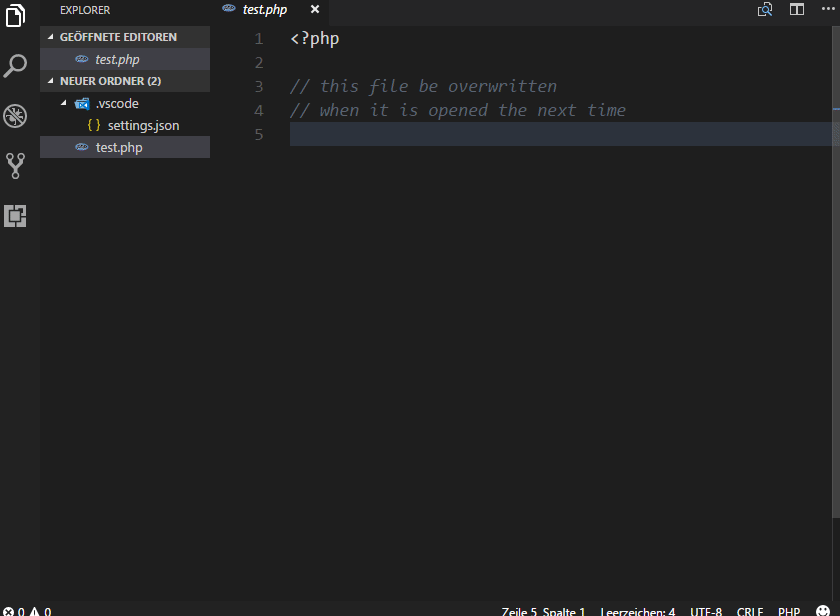 EXPLORER
GEÖFFNETE EDITOREN
test.php
NEUER ORDNER (2)
.vscode
{ } settings.json
test.php
test.php ×
1 <?php
2
3 // this file be overwritten
4 // when it is opened the next time
5
0 0 Zeile 5, Spalte 1 Leerzeichen: 4 UTF-8 CRLF PHP